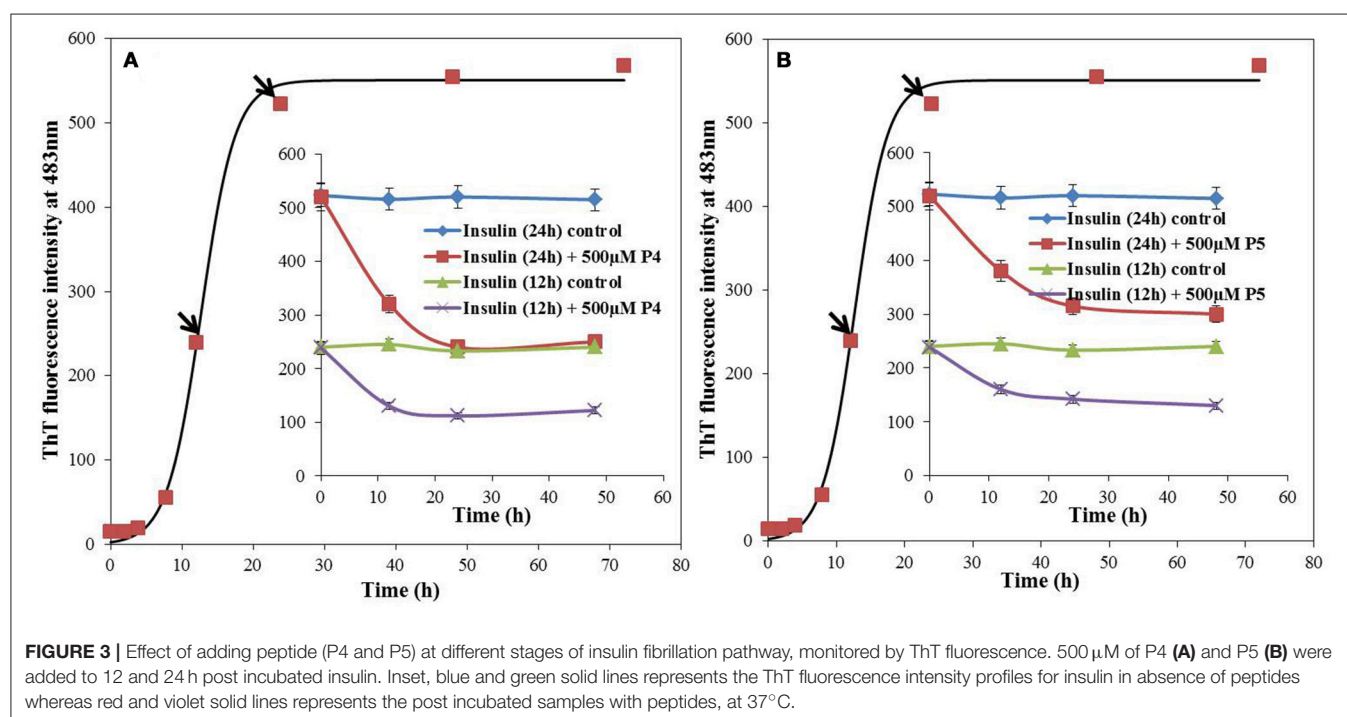 A
ThT fluorescence intensity at 483nm
600
500
400
300
200
100
0
0 10 20 30 40 50 60 70 80
Time (h)
600
500
400
300
200
100
0
0 10 20 30 40 50 60
Time (h)
Insulin (24h) control
Insulin (24h) + 500µM P4
Insulin (12h) control
Insulin (12h) + 500µM P4
B
ThT fluorescence intensity at 483nm
600
500
400
300
200
100
0
0 10 20 30 40 50 60 70 80
Time (h)
600
500
400
300
200
100
0
0 10 20 30 40 50 60
Time (h)
Insulin (24h) control
Insulin (24h) + 500µM P5
Insulin (12h) control
Insulin (12h) + 500µM P5
FIGURE 3 | Effect of adding peptide (P4 and P5) at different stages of insulin fibrillation pathway, monitored by ThT fluorescence. 500 µM of P4 (A) and P5 (B) were
added to 12 and 24 h post incubated insulin. Inset, blue and green solid lines represents the ThT fluorescence intensity profiles for insulin in absence of peptides
whereas red and violet solid lines represents the post incubated samples with peptides, at 37°C.